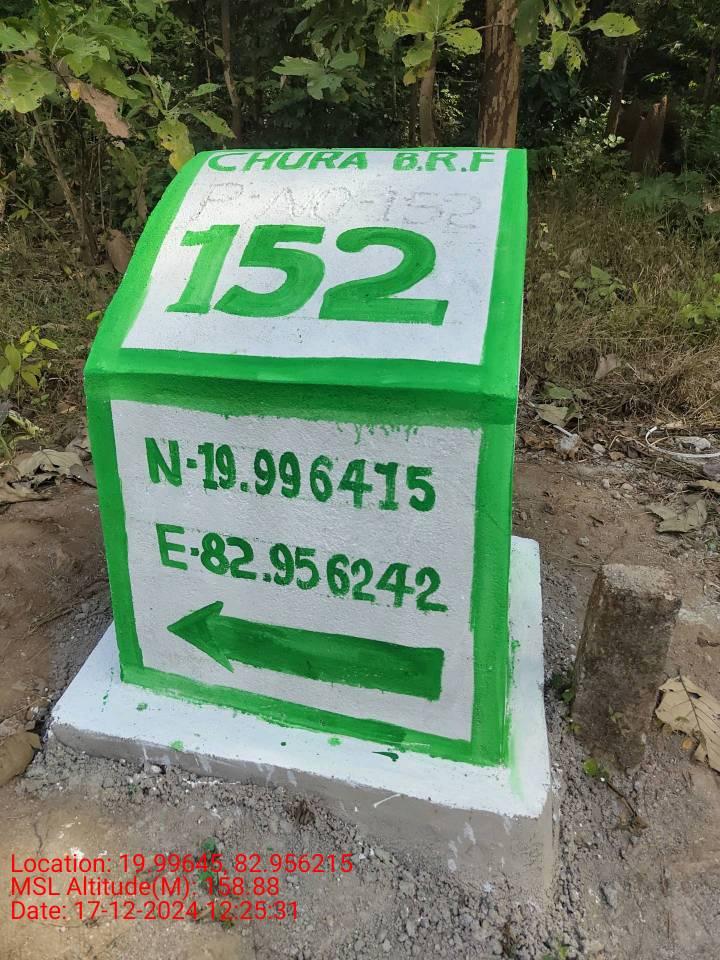 CHURA B.R.F
P.NO-152
152
N-19.996415
E-82.956242
Location: 19.99645, 82.956215
MSL Altitude(M): 158.88
Date: 17-12-2024 12:25:31